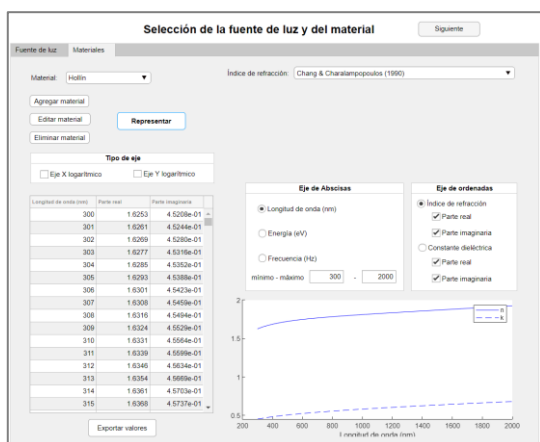 Selección de la fuente de luz y del material
Siguiente
Fuente de luz
Materiales
Material:
Hollín
Índice de refracción:
Chang & Charalampopoulos (1990)
Agregar material
Editar material
Representar
Eliminar material
Tipo de eje
Eje X logarítmico
Eje Y logarítmico
Longitud de onda (nm) Parte real Parte imaginaria
300 1.6253 4.5208e-01
301 1.6261 4.5244e-01
302 1.6269 4.5280e-01
303 1.6277 4.5316e-01
304 1.6285 4.5352e-01
305 1.6293 4.5388e-01
306 1.6301 4.5423e-01
307 1.6308 4.5459e-01
308 1.6316 4.5494e-01
309 1.6324 4.5529e-01
310 1.6331 4.5564e-01
311 1.6339 4.5599e-01
312 1.6346 4.5634e-01
313 1.6354 4.5669e-01
314 1.6361 4.5703e-01
315 1.6368 4.5737e-01
Exportar valores
Eje de Abscisas
Longitud de onda (nm)
Energía (eV)
Frecuencia (Hz)
mínimo - máximo 300 - 2000
Eje de ordenadas
Índice de refracción
Parte real
Parte imaginaria
Constante dieléctrica
Parte real
Parte imaginaria
2
1.5
1
0.5
n
k
200 400 600 800 1000 1200 1400 1600 1800 2000
Longitud de onda (nm)